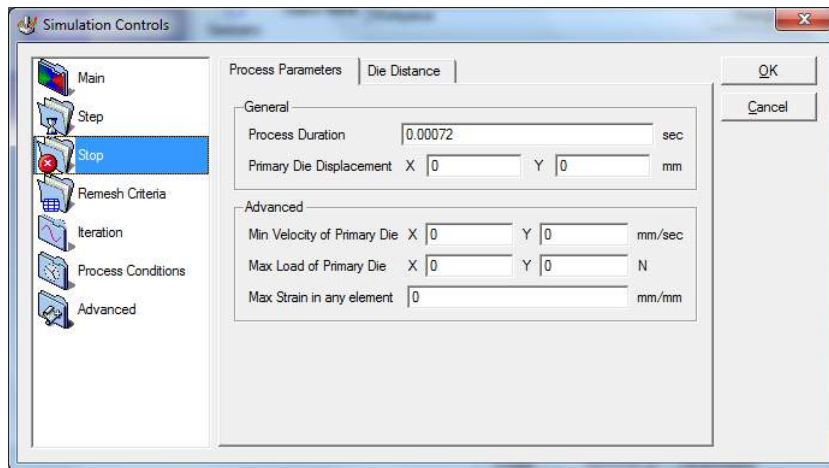 Simulation Controls
Main
Step
Stop
Remesh Criteria
Iteration
Process Conditions
Advanced
Process Parameters Die Distance
General
Process Duration 0.00072 sec
Primary Die Displacement X 0 Y 0 mm
Advanced
Min Velocity of Primary Die X 0 Y 0 mm/sec
Max Load of Primary Die X 0 Y 0 N
Max Strain in any element 0 mm/mm
OK
Cancel